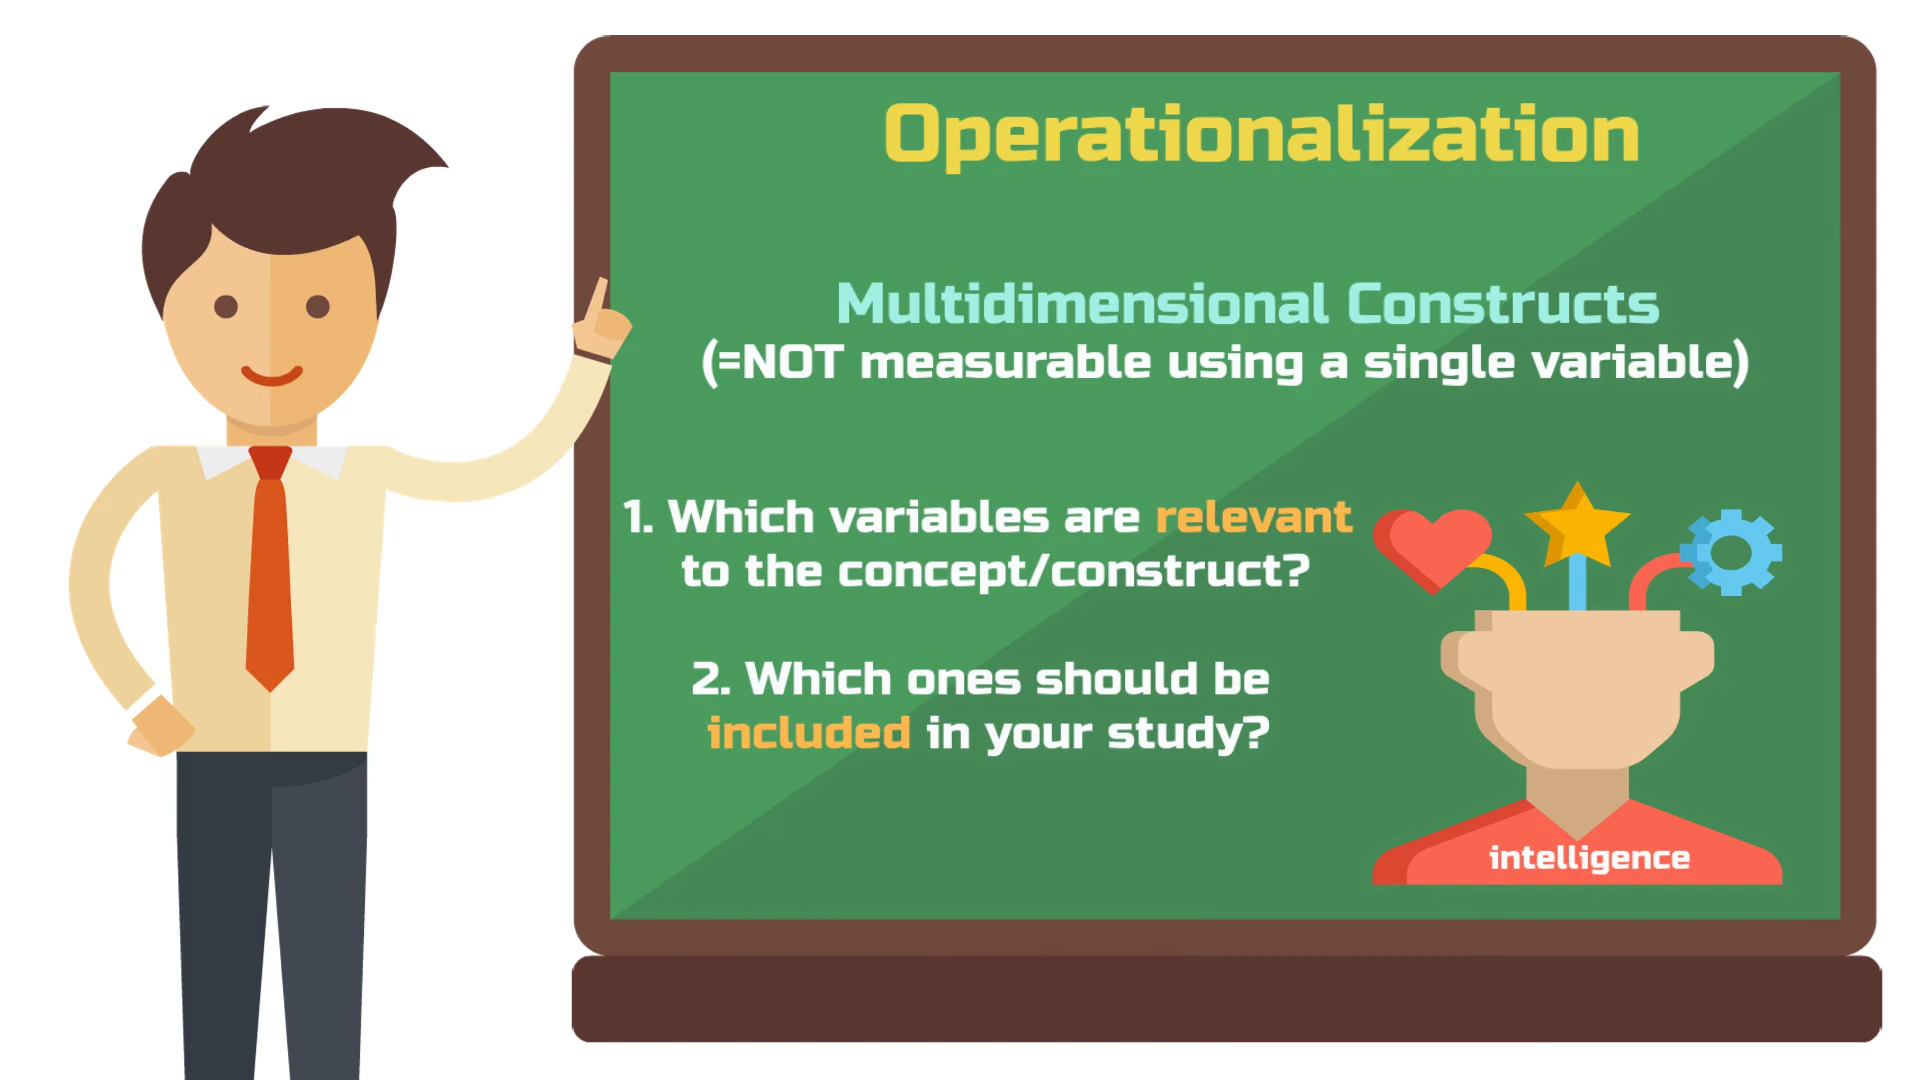 Operationalization
Multidimensional Constructs
(=NOT measurable using a single variable)
1. Which variables are relevant
to the concept/construct?
2. Which ones should be
included in your study?
intelligence